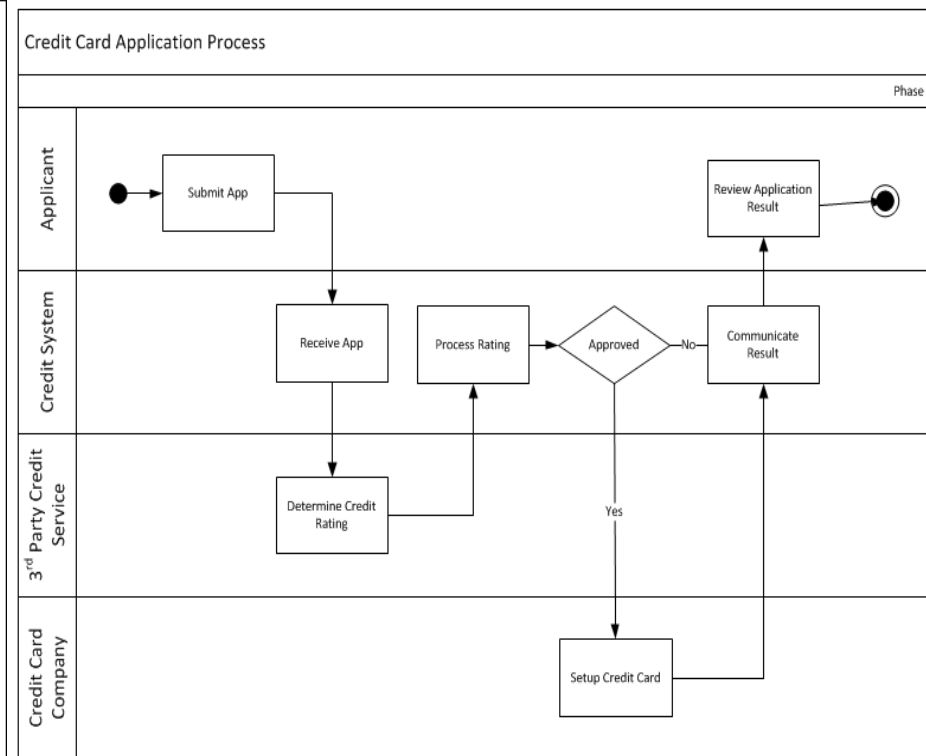 Credit Card Application Process
Phase
Applicant
Submit App
Review Application
Result
Credit System
Receive App
Process Rating
Approved
No
Communicate
Result
3rd Party Credit
Service
Determine Credit
Rating
Yes
Credit Card
Company
Setup Credit Card